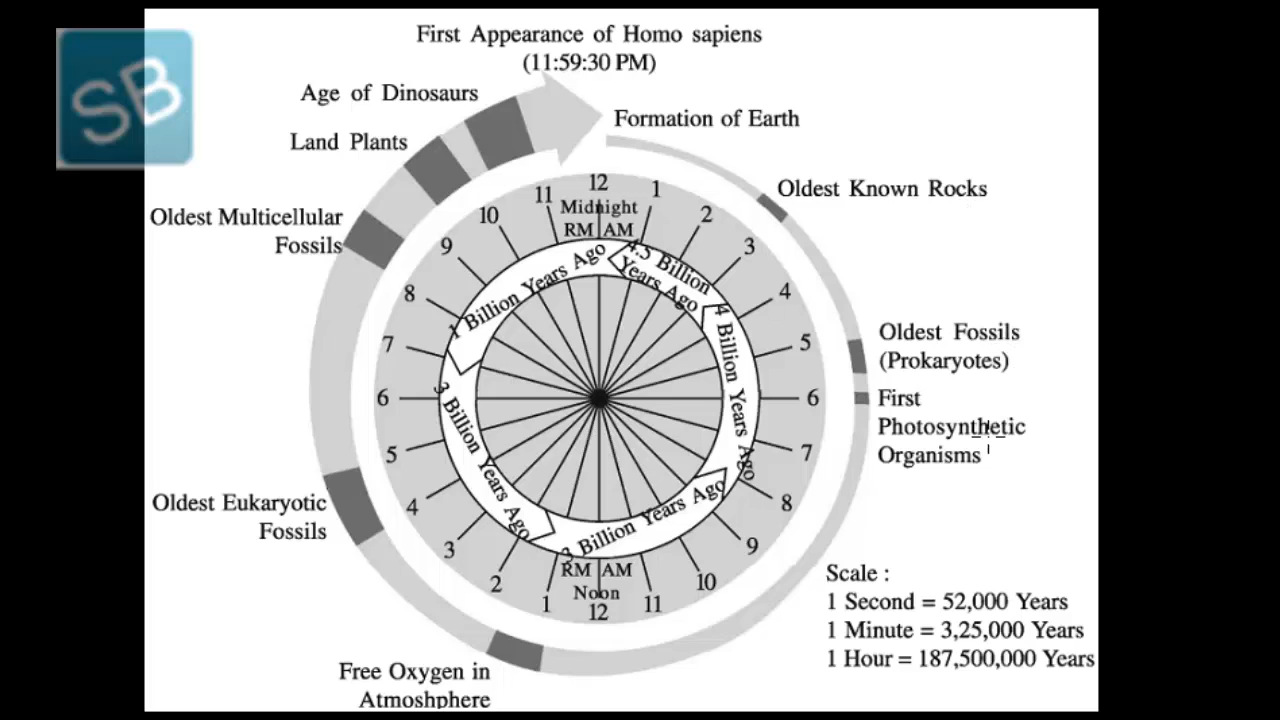 SB
First Appearance of Homo sapiens
(11:59:30 PM)
Age of Dinosaurs
Formation of Earth
Land Plants
Oldest Known Rocks
Oldest Multicellular
Fossils
12
Midnight
RM AM
1
2
3
4
5
6
7
8
9
10
11
RM AM
Noon
12
1
2
3
4
5
6
7
8
9
10
11
4.5 Billion
Years Ago
4 Billion Years Ago
3 Billion Years Ago
3 Billion Years Ago
1 Billion Years Ago
Oldest Fossils
(Prokaryotes)
First
Photosynthetic
Organisms
Oldest Eukaryotic
Fossils
Free Oxygen in
Atmoshphere
Scale :
1 Second = 52,000 Years
1 Minute = 3,25,000 Years
1 Hour = 187,500,000 Years